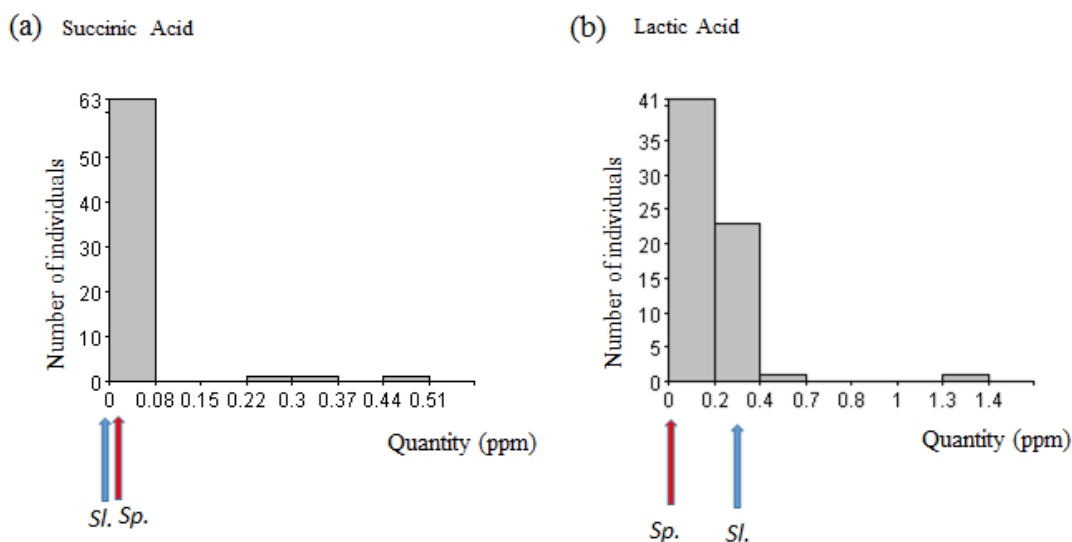 (a) Succinic Acid
Number of individuals
63
50
40
30
20
10
0
0 0.08 0.15 0.22 0.3 0.37 0.44 0.51
Quantity (ppm)
Sl. Sp.
(b) Lactic Acid
Number of individuals
41
35
30
25
20
15
10
5
0
0 0.2 0.4 0.7 0.8 1 1.3 1.4
Quantity (ppm)
Sp. Sl.